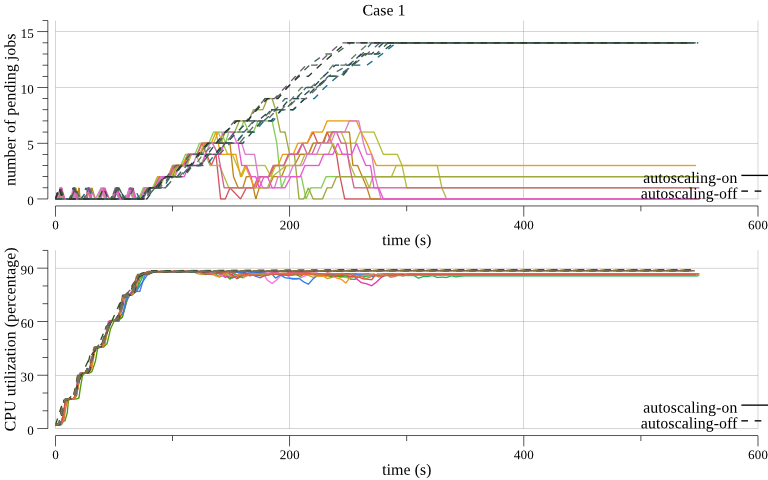 Case 1
number of pending jobs
15
10
5
0
autoscaling-on
autoscaling-off
0
200
400
600
time (s)
CPU utilization (percentage)
90
60
30
0
autoscaling-on
autoscaling-off
0
200
400
600
time (s)